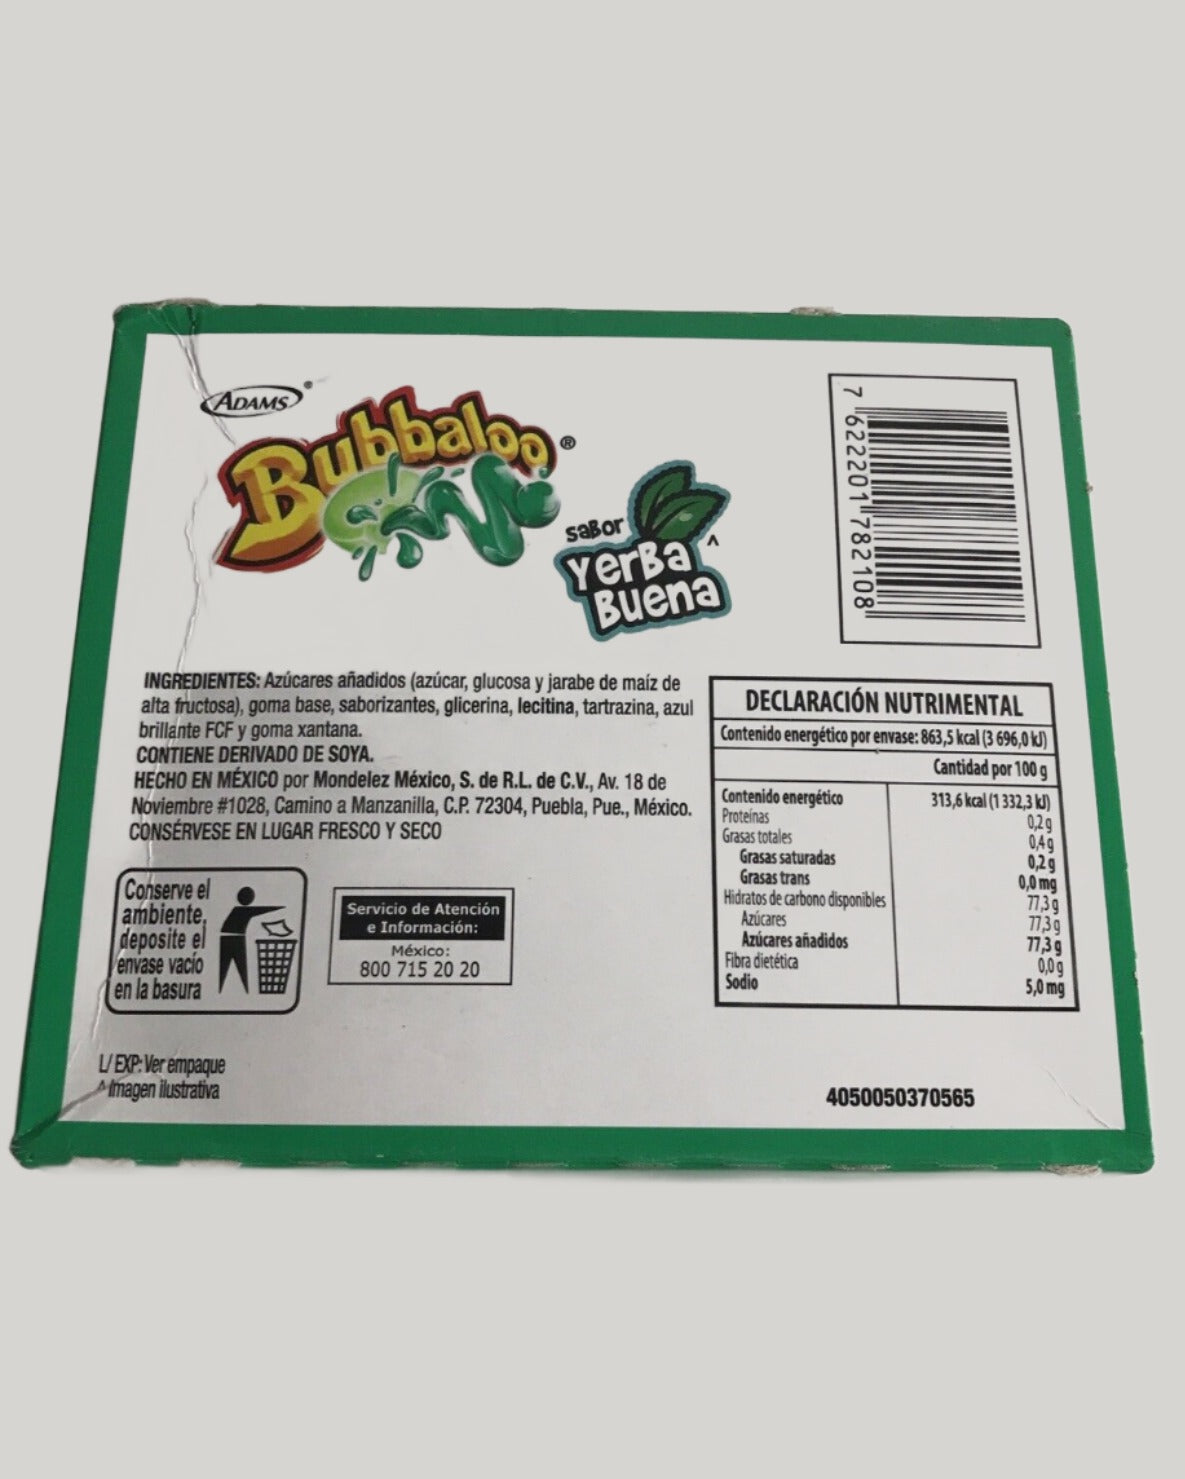 ADAMS
Bubbaloo®
saBor
YerBa ^
Buena
7 622201 782108
INGREDIENTES: Azúcares añadidos (azúcar, glucosa y jarabe de maíz de
alta fructosa), goma base, saborizantes, glicerina, lecitina, tartrazina, azul
brillante FCF y goma xantana.
CONTIENE DERIVADO DE SOYA.
HECHO EN MÉXICO por Mondelez México, S. de R.L. de C.V., Av. 18 de
Noviembre #1028, Camino a Manzanilla, C.P. 72304, Puebla, Pue., México.
CONSÉRVESE EN LUGAR FRESCO Y SECO
Conserve el
ambiente,
deposite el
envase vacío
en la basura
Servicio de Atención
e Información:
México:
800 715 20 20
L/ EXP: Ver empaque
^ Imagen ilustrativa
DECLARACIÓN NUTRIMENTAL
Contenido energético por envase: 863,5 kcal (3 696,0 kJ)
Cantidad por 100 g
Contenido energético 313,6 kcal (1 332,3 kJ)
Proteínas 0,2 g
Grasas totales 0,4 g
Grasas saturadas 0,2 g
Grasas trans 0,0 mg
Hidratos de carbono disponibles 77,3 g
Azúcares 77,3 g
Azúcares añadidos 77,3 g
Fibra dietética 0,0 g
Sodio 5,0 mg
4050050370565